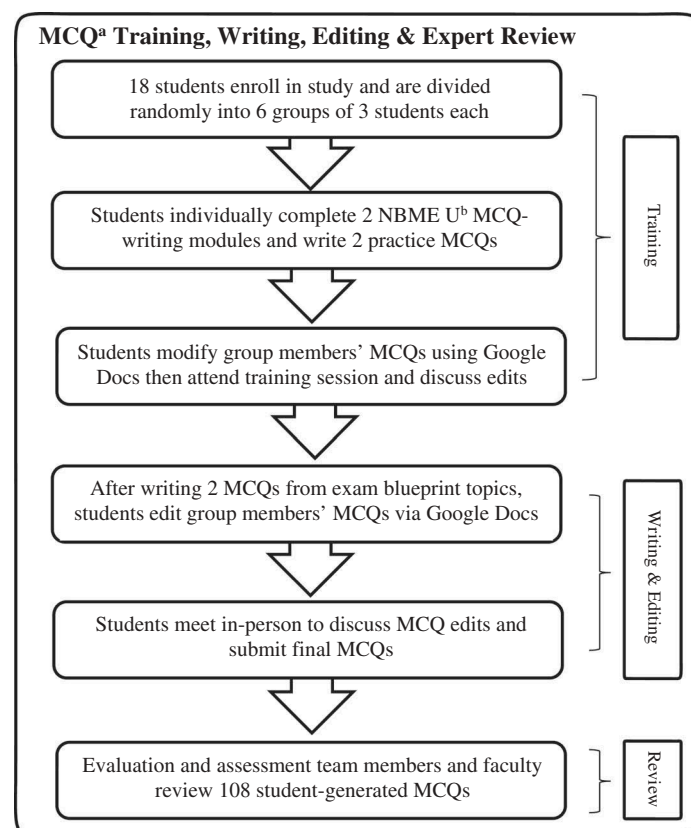 MCQᵃ Training, Writing, Editing & Expert Review
18 students enroll in study and are divided
randomly into 6 groups of 3 students each
Students individually complete 2 NBME Uᵇ MCQ-
writing modules and write 2 practice MCQs
Students modify group members’ MCQs using Google
Docs then attend training session and discuss edits
Training
After writing 2 MCQs from exam blueprint topics,
students edit group members’ MCQs via Google Docs
Students meet in-person to discuss MCQ edits and
submit final MCQs
Writing & Editing
Evaluation and assessment team members and faculty
review 108 student-generated MCQs
Review